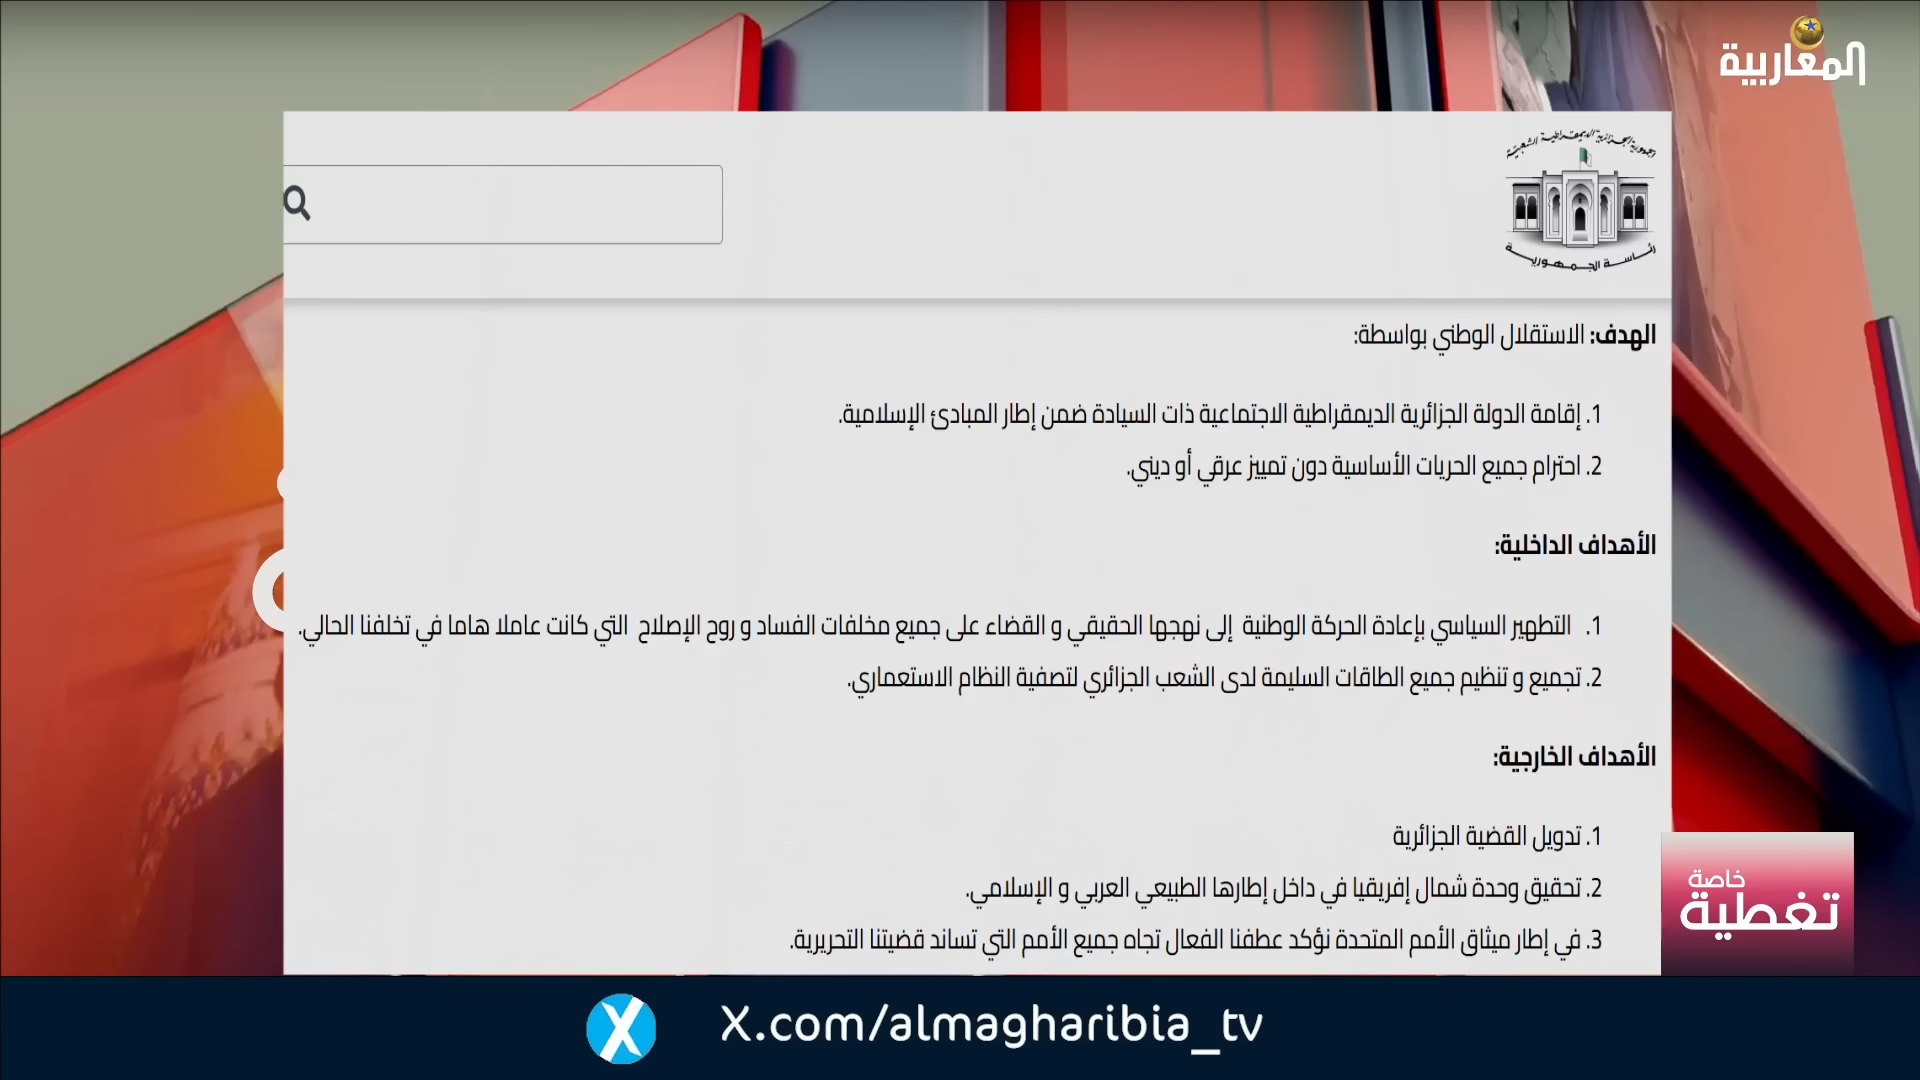 المغاربية
الجمهورية الجزائرية الديمقراطية الشعبية
رئاسة الجمهورية
الهدف: الاستقلال الوطني بواسطة:
1. إقامة الدولة الجزائرية الديمقراطية الاجتماعية ذات السيادة ضمن إطار المبادئ الإسلامية.
2. احترام جميع الحريات الأساسية دون تمييز عرقي أو ديني.
الأهداف الداخلية:
1. التطهير السياسي بإعادة الحركة الوطنية إلى نهجها الحقيقي و القضاء على جميع مخلفات الفساد و روح الإصلاح التي كانت عاملا هاما في تخلفنا الحالي.
2. تجميع و تنظيم جميع الطاقات السليمة لدى الشعب الجزائري لتصفية النظام الاستعماري.
الأهداف الخارجية:
1. تدويل القضية الجزائرية
2. تحقيق وحدة شمال إفريقيا في داخل إطارها الطبيعي العربي و الإسلامي.
3. في إطار ميثاق الأمم المتحدة نؤكد عطفنا الفعال تجاه جميع الأمم التي تساند قضيتنا التحريرية.
خاصة
تغطية
X X.com/almagharibia_tv